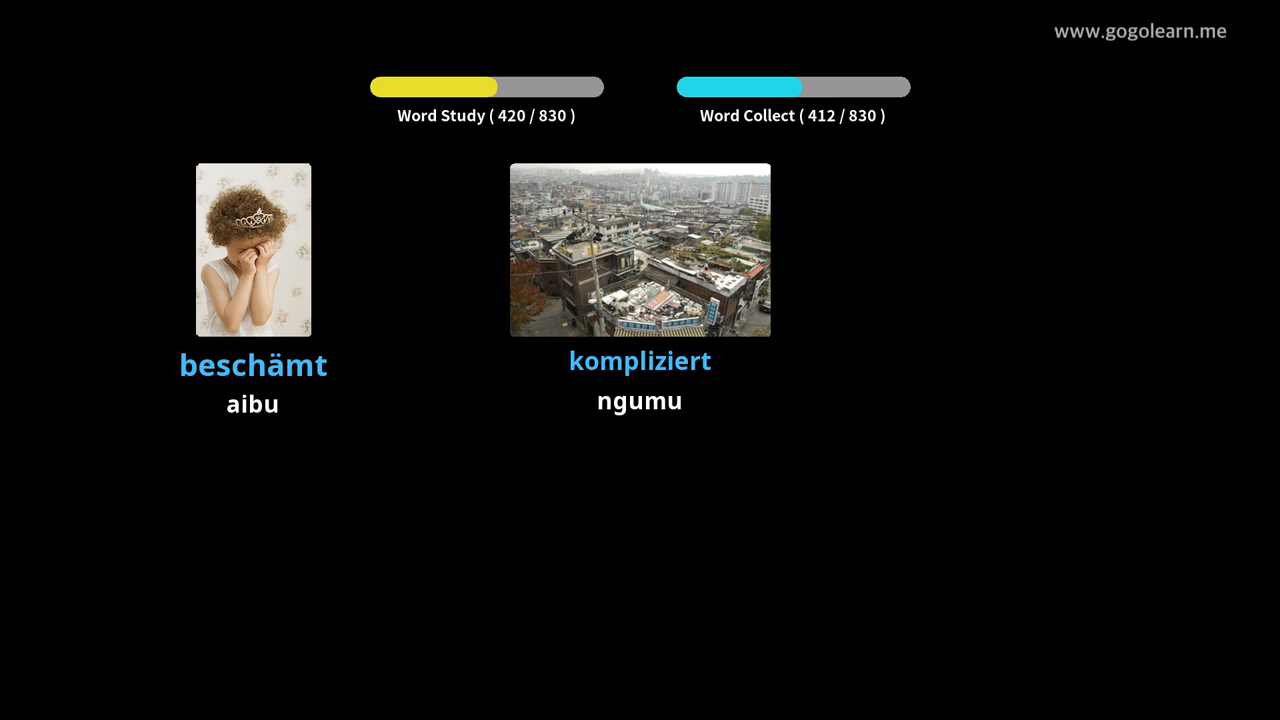 www.gogolearn.me
Word Study ( 420 / 830 )
Word Collect ( 412 / 830 )
beschämt
aibu
kompliziert
ngumu